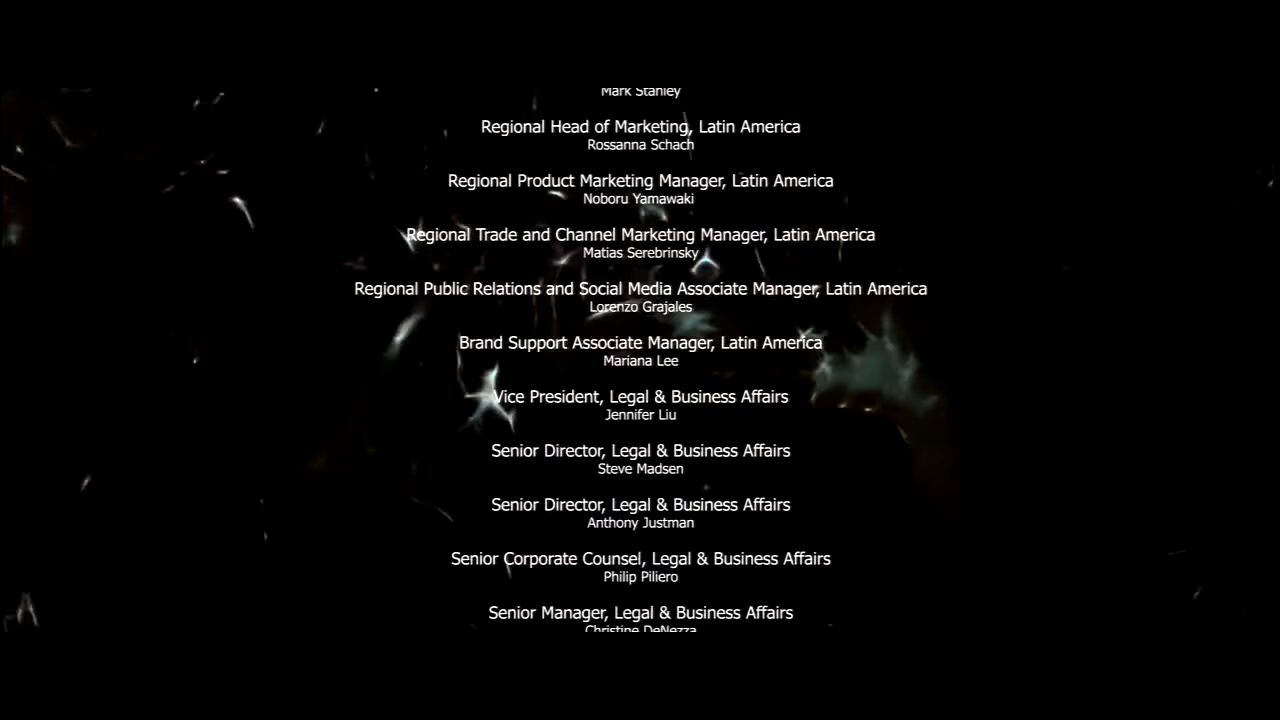 Mark Stanley
Regional Head of Marketing, Latin America
Rossanna Schach
Regional Product Marketing Manager, Latin America
Noboru Yamawaki
Regional Trade and Channel Marketing Manager, Latin America
Matias Serebrinsky
Regional Public Relations and Social Media Associate Manager, Latin America
Lorenzo Grajales
Brand Support Associate Manager, Latin America
Mariana Lee
Vice President, Legal & Business Affairs
Jennifer Liu
Senior Director, Legal & Business Affairs
Steve Madsen
Senior Director, Legal & Business Affairs
Anthony Justman
Senior Corporate Counsel, Legal & Business Affairs
Philip Piliero
Senior Manager, Legal & Business Affairs
Christine DeNezza